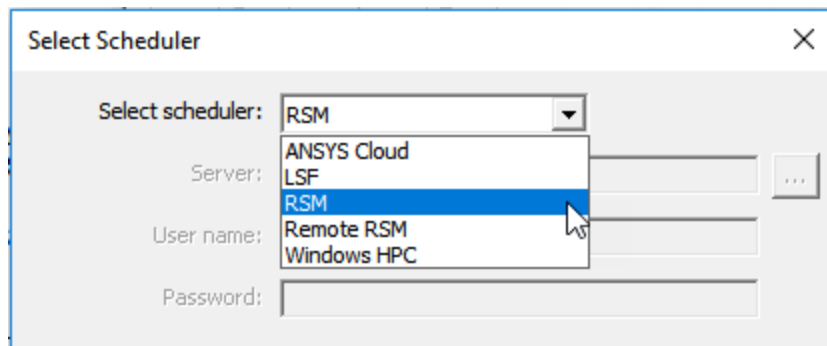 Select Scheduler
Select scheduler: RSM
ANSYS Cloud
Server:
LSF
...
RSM
User name:
Remote RSM
Windows HPC
Password: